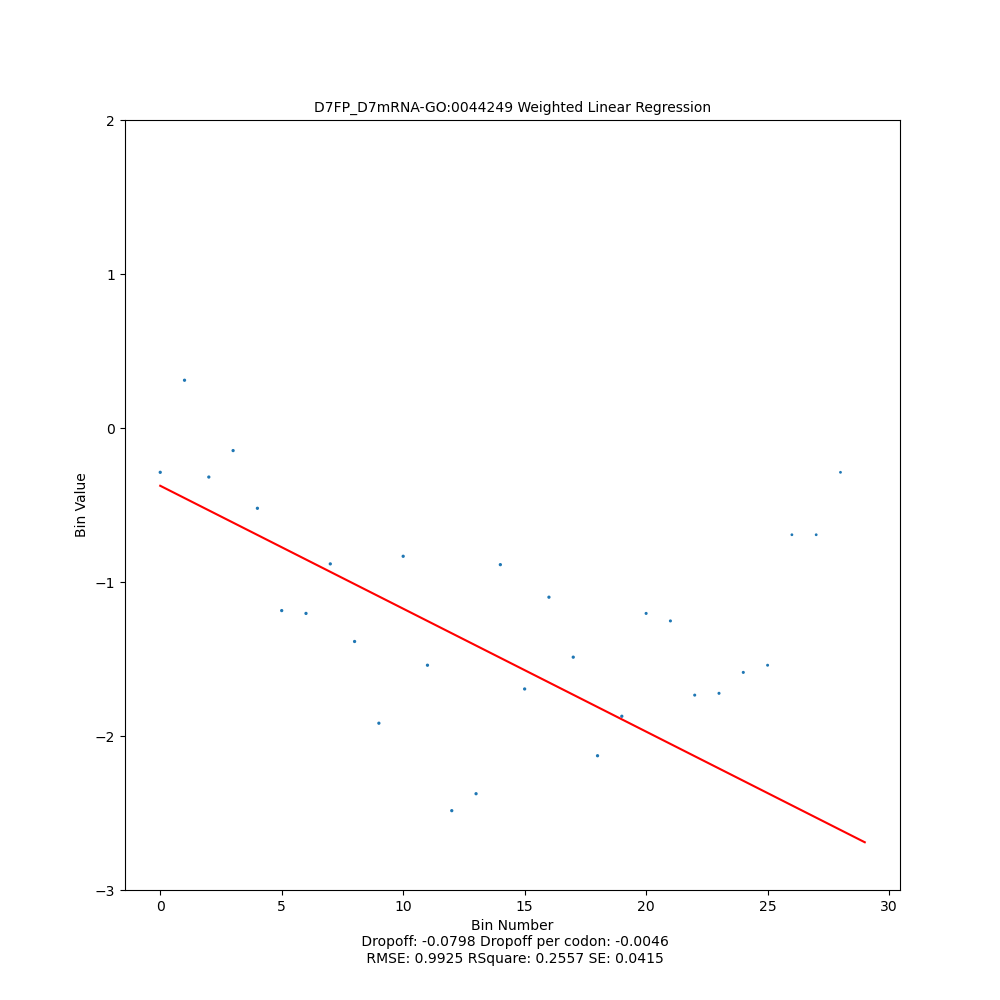 D7FP_D7mRNA-GO:0044249 Weighted Linear Regression
2
1
0
−1
−2
−3
Bin Value
0 5 10 15 20 25 30
Bin Number
Dropoff: -0.0798 Dropoff per codon: -0.0046
RMSE: 0.9925 RSquare: 0.2557 SE: 0.0415